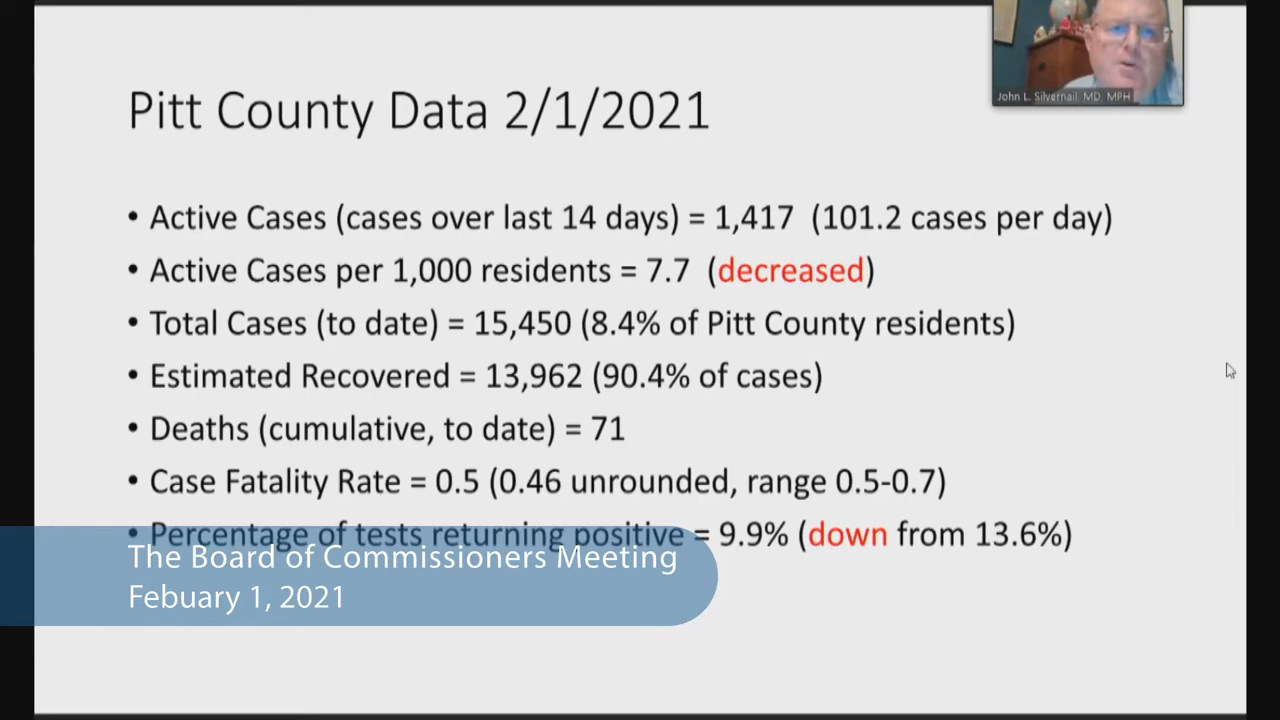 John L. Silvernail, MD, MPH
Pitt County Data 2/1/2021
• Active Cases (cases over last 14 days) = 1,417 (101.2 cases per day)
• Active Cases per 1,000 residents = 7.7 (decreased)
• Total Cases (to date) = 15,450 (8.4% of Pitt County residents)
• Estimated Recovered = 13,962 (90.4% of cases)
• Deaths (cumulative, to date) = 71
• Case Fatality Rate = 0.5 (0.46 unrounded, range 0.5-0.7)
• Percentage of tests returning positive = 9.9% (down from 13.6%)
The Board of Commissioners Meeting
Febuary 1, 2021